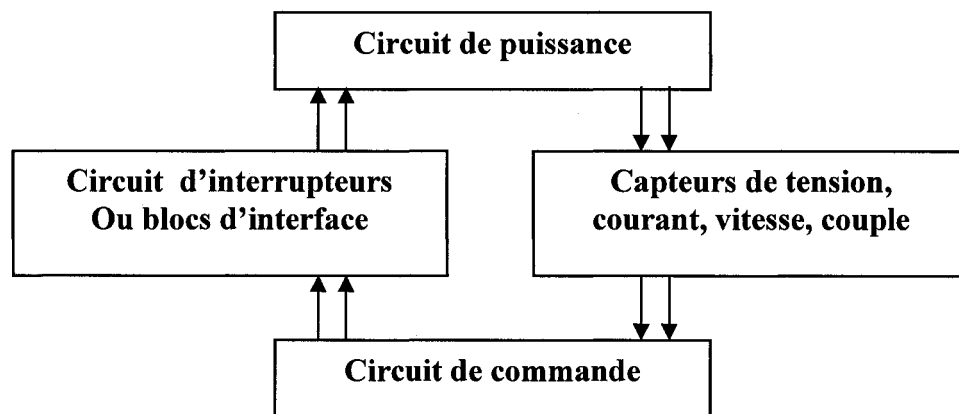 Circuit de puissance
Circuit d'interrupteurs
Ou blocs d'interface
Capteurs de tension,
courant, vitesse, couple
Circuit de commande